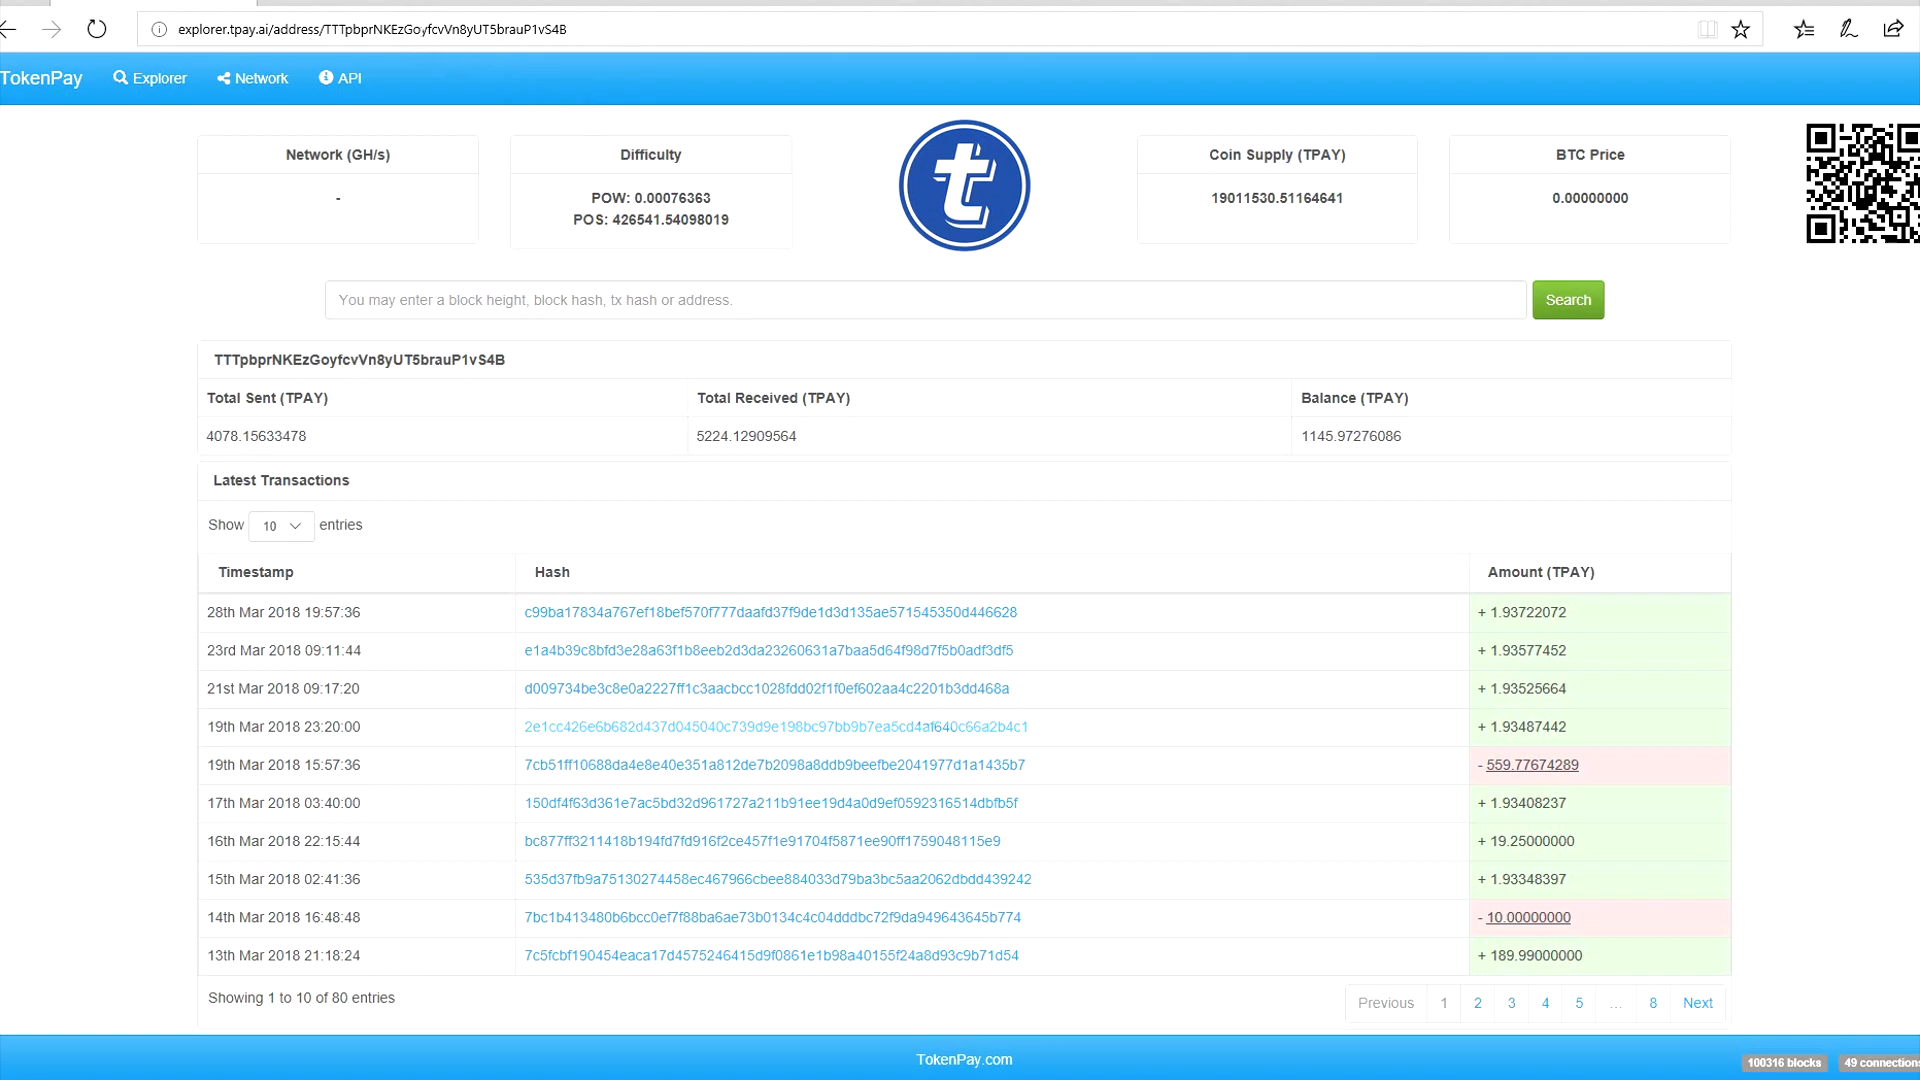 explorer.tpay.ai/address/TTTpbprNKEzGoyfcvVn8yUT5brauP1vS4B
TokenPay Explorer Network API
Network (GH/s)
-
Difficulty
POW: 0.00076363
POS: 426541.54098019
t
Coin Supply (TPAY)
19011530.51164641
BTC Price
0.00000000
You may enter a block height, block hash, tx hash or address.
Search
TTTpbprNKEzGoyfcvVn8yUT5brauP1vS4B
Total Sent (TPAY) Total Received (TPAY) Balance (TPAY)
4078.15633478 5224.12909564 1145.97276086
Latest Transactions
Show 10 entries
Timestamp Hash Amount (TPAY)
28th Mar 2018 19:57:36 c99ba17834a767ef18bef570f777daafd37f9de1d3d135ae571545350d446628 + 1.93722072
23rd Mar 2018 09:11:44 e1a4b39c8bfd3e28a63f1b8eeb2d3da23260631a7baa5d64f98d7f5b0adf3df5 + 1.93577452
21st Mar 2018 09:17:20 d009734be3c8e0a2227ff1c3aacbcc1028fdd02f1f0ef602aa4c2201b3dd468a + 1.93525664
19th Mar 2018 23:20:00 2e1cc426e6b682d437d045040c739d9e198bc97bb9b7ea5cd4af640c66a2b4c1 + 1.93487442
19th Mar 2018 15:57:36 7cb51ff10688da4e8e40e351a812de7b2098a8ddb9beefbe2041977d1a1435b7 - 559.77674289
17th Mar 2018 03:40:00 150df4f63d361e7ac5bd32d961727a211b91ee19d4a0d9ef0592316514dbfb5f + 1.93408237
16th Mar 2018 22:15:44 bc877ff3211418b194fd7fd916f2ce457f1e91704f5871ee90ff1759048115e9 + 19.25000000
15th Mar 2018 02:41:36 535d37fb9a75130274458ec467966cbee884033d79ba3bc5aa2062dbdd439242 + 1.93348397
14th Mar 2018 16:48:48 7bc1b413480b6bcc0ef7f88ba6ae73b0134c4c04dddbc72f9da949643645b774 - 10.00000000
13th Mar 2018 21:18:24 7c5fcbf190454eaca17d4575246415d9f0861e1b98a40155f24a8d93c9b71d54 + 189.99000000
Showing 1 to 10 of 80 entries
Previous 1 2 3 4 5 ... 8 Next
TokenPay.com
100316 blocks 49 connections